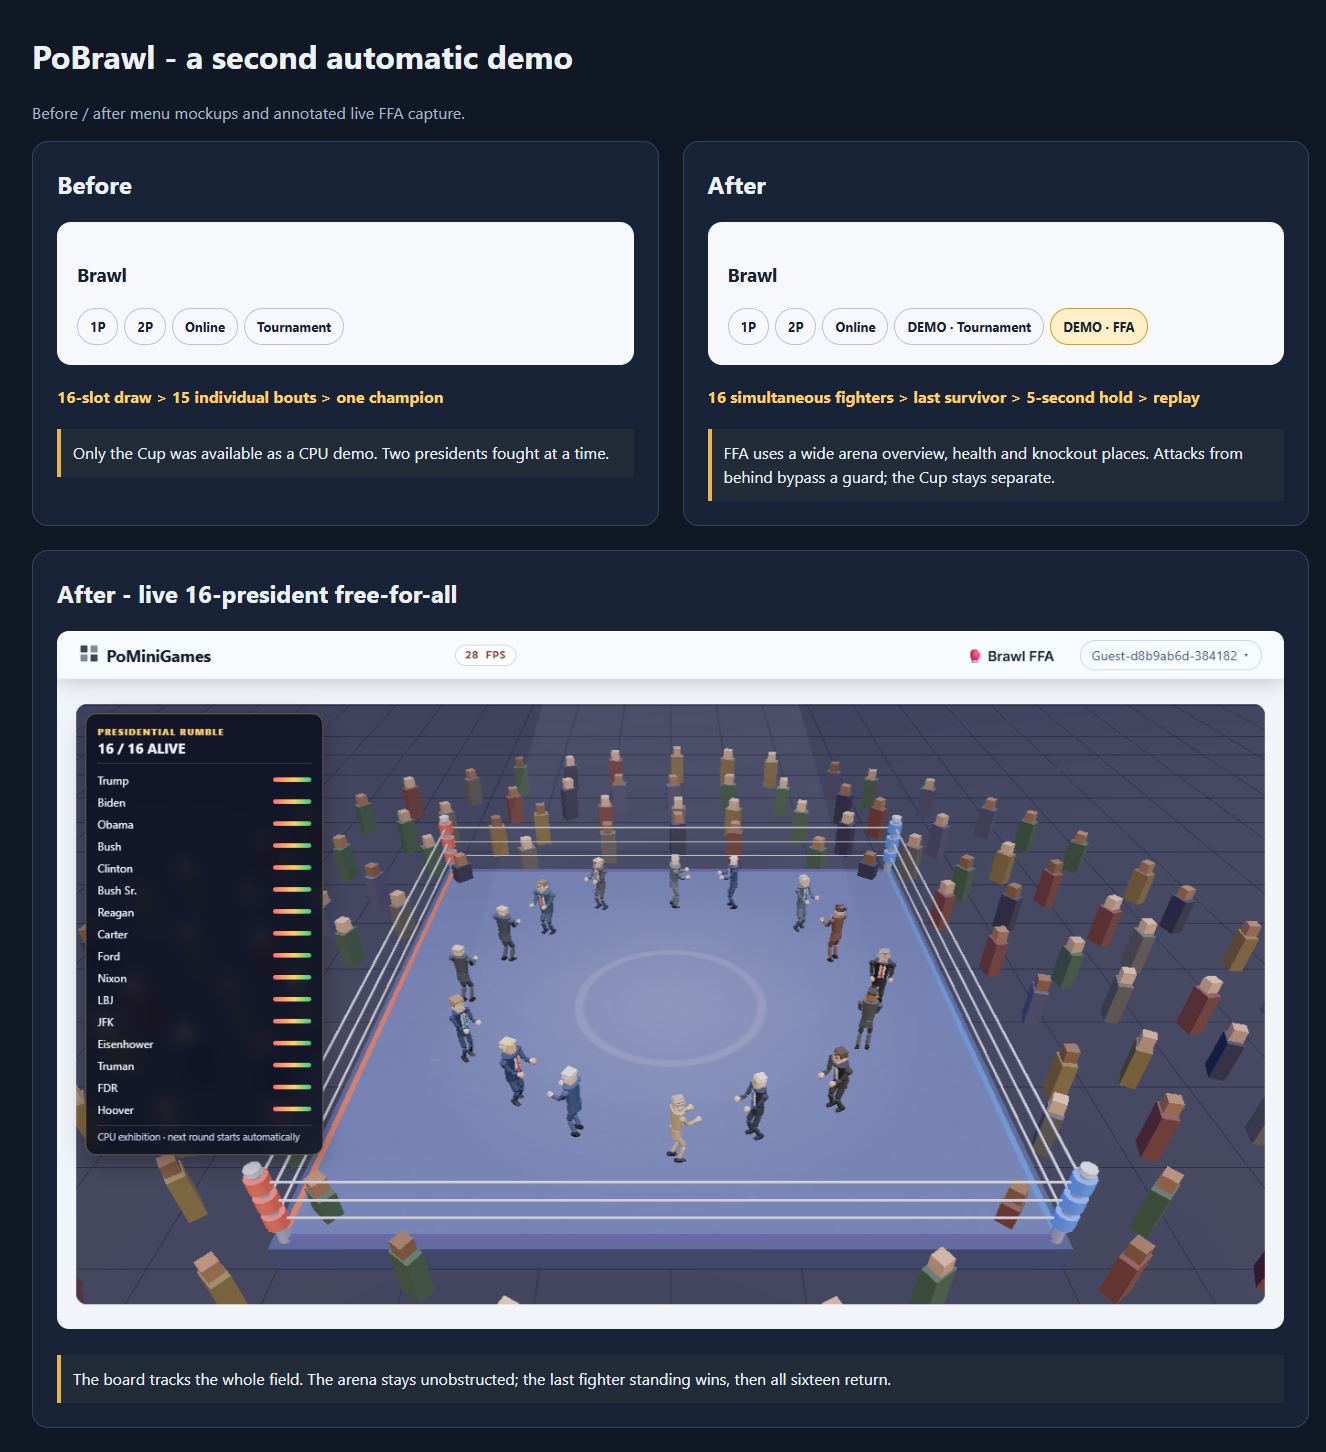 PoBrawl - a second automatic demo
Before / after menu mockups and annotated live FFA capture.
Before
Brawl
1P 2P Online Tournament
16-slot draw > 15 individual bouts > one champion
Only the Cup was available as a CPU demo. Two presidents fought at a time.
After
Brawl
1P 2P Online DEMO · Tournament DEMO · FFA
16 simultaneous fighters > last survivor > 5-second hold > replay
FFA uses a wide arena overview, health and knockout places. Attacks from
behind bypass a guard; the Cup stays separate.
After - live 16-president free-for-all
PoMiniGames 28 FPS Brawl FFA Guest-d8b9ab6d-384182
PRESIDENTIAL RUMBLE
16 / 16 ALIVE
Trump
Biden
Obama
Bush
Clinton
Bush Sr.
Reagan
Carter
Ford
Nixon
LBJ
JFK
Eisenhower
Truman
FDR
Hoover
CPU exhibition · next round starts automatically
The board tracks the whole field. The arena stays unobstructed; the last fighter standing wins, then all sixteen return.